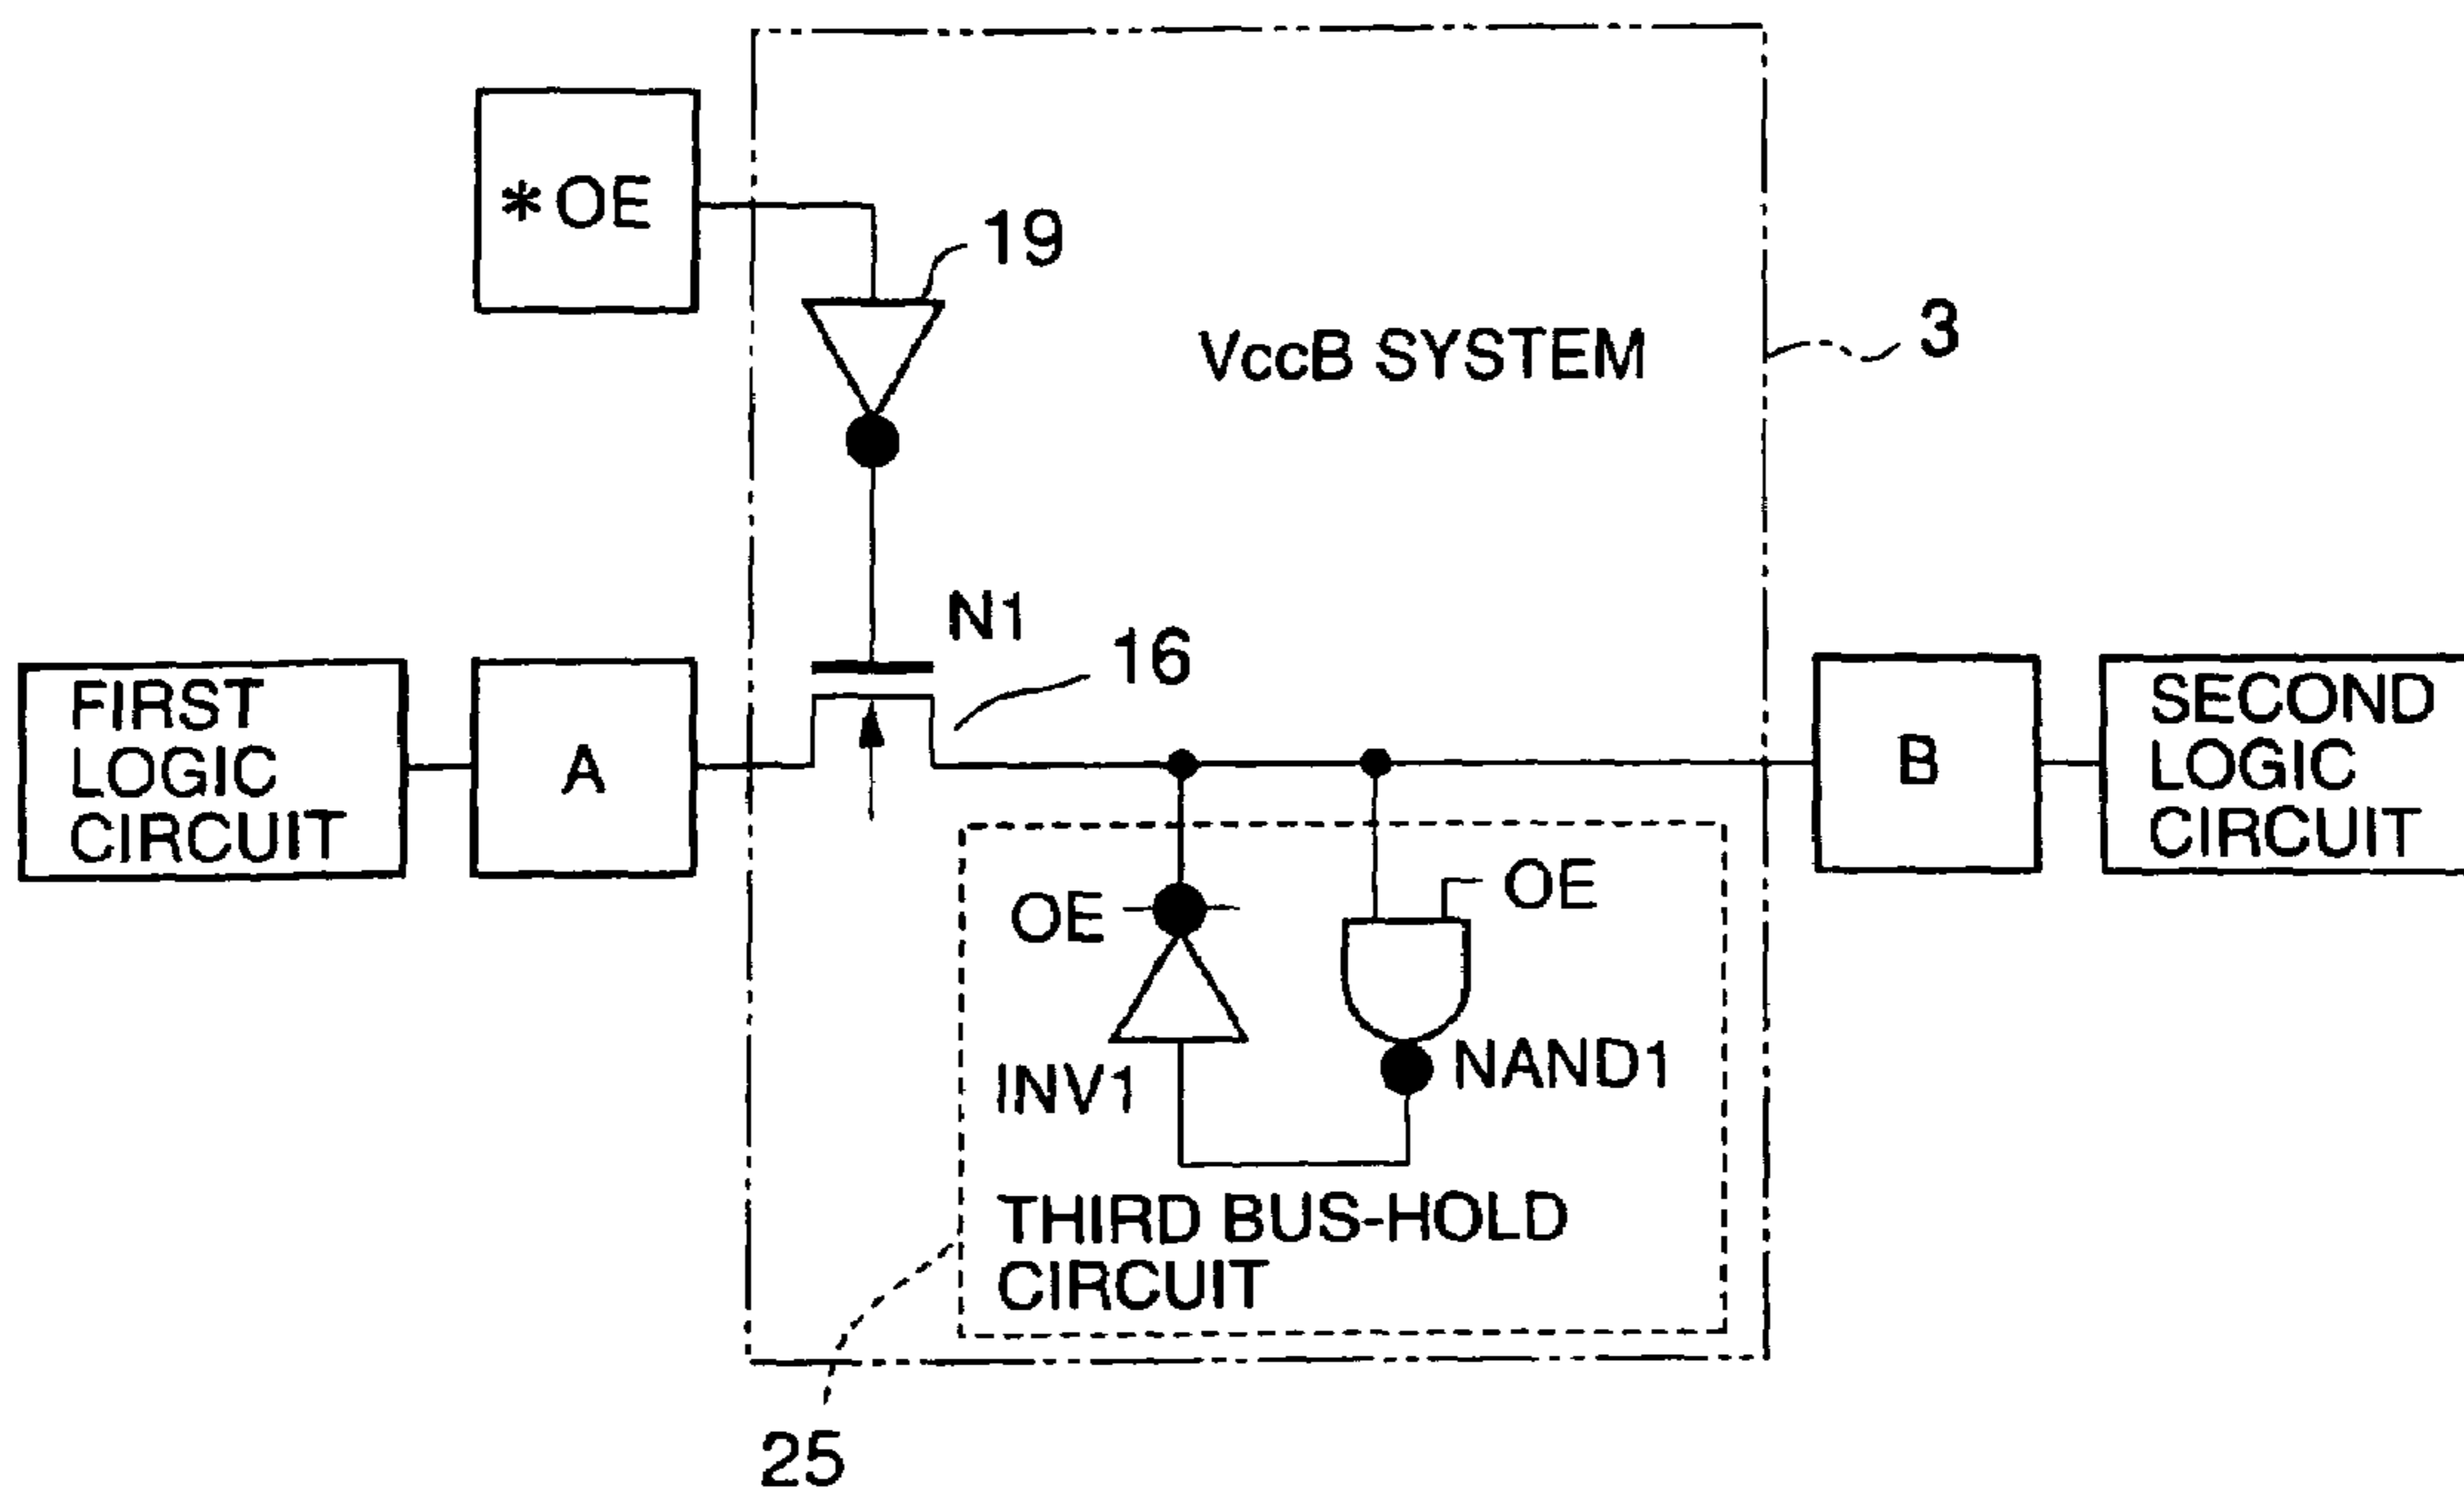 *OE
19
VccB SYSTEM
3
N1
16
FIRST
LOGIC
CIRCUIT
A
B
SECOND
LOGIC
CIRCUIT
OE
OE
INV1
NAND1
THIRD BUS-HOLD
CIRCUIT
25